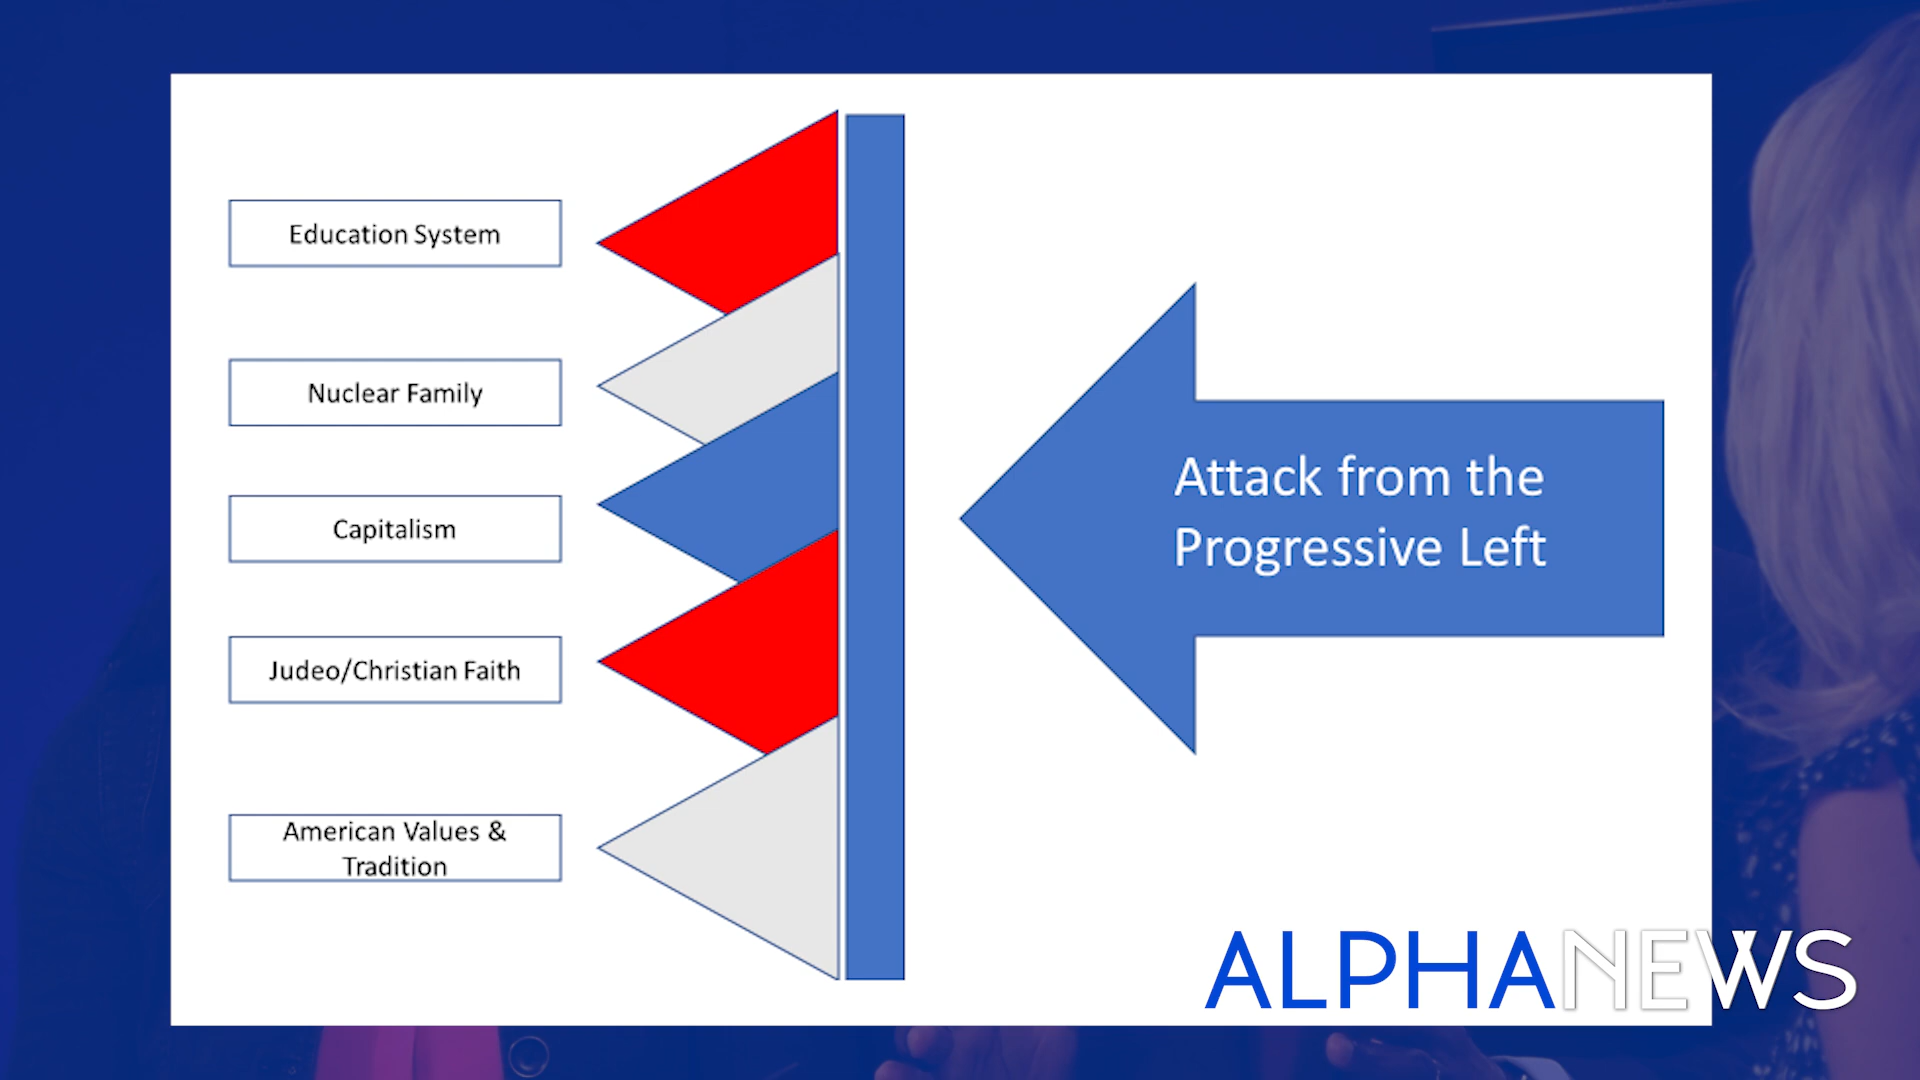 Education System
Nuclear Family
Capitalism
Judeo/Christian Faith
American Values &
Tradition
Attack from the
Progressive Left
ALPHANEWS